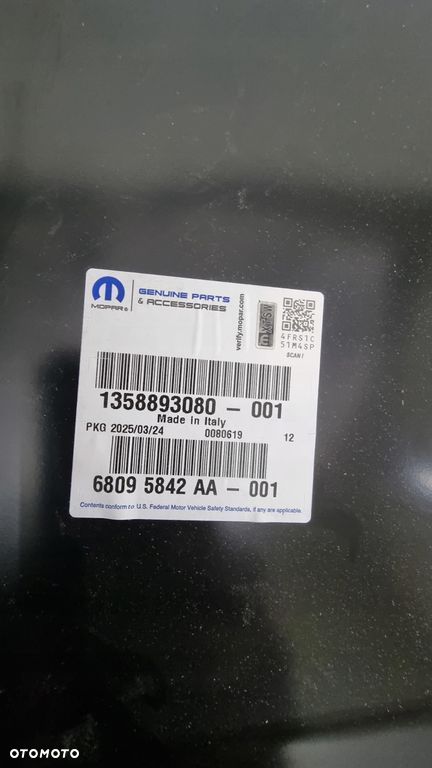 MOPAR®
GENUINE PARTS
& ACCESSORIES
verify.mopar.com
4FRS1C
51M4SP
SCAN!
1358893080 - 001
Made in Italy
PKG 2025/03/24 0080619 12
6809 5842 AA - 001
Contents conform to U.S. Federal Motor Vehicle Safety Standards, if any are applicable.
OTOMOTO